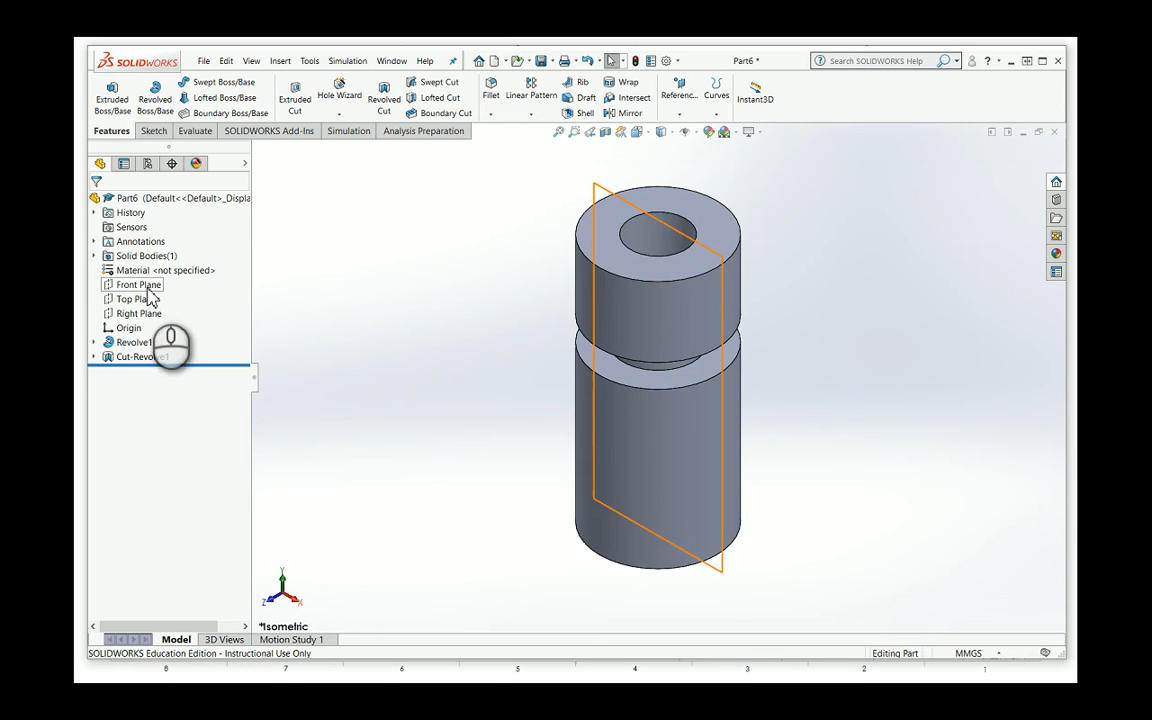 SOLIDWORKS File Edit View Insert Tools Simulation Window Help Part6 * Search SOLIDWORKS Help ?
Extruded Boss/Base Revolved Boss/Base Swept Boss/Base Lofted Boss/Base Boundary Boss/Base Extruded Cut Hole Wizard Revolved Cut Swept Cut Lofted Cut Boundary Cut Fillet Linear Pattern Rib Draft Shell Wrap Intersect Mirror Referenc... Curves Instant3D
Features Sketch Evaluate SOLIDWORKS Add-Ins Simulation Analysis Preparation
Part6 (Default<<Default>_Displa
History
Sensors
Annotations
Solid Bodies(1)
Material <not specified>
Front Plane
Top Pla
Right Plane
Origin
Revolve1
Cut-Revolve1
Y
Z X
*Isometric
Model 3D Views Motion Study 1
SOLIDWORKS Education Edition - Instructional Use Only Editing Part MMGS
8 7 6 5 4 3 2 1